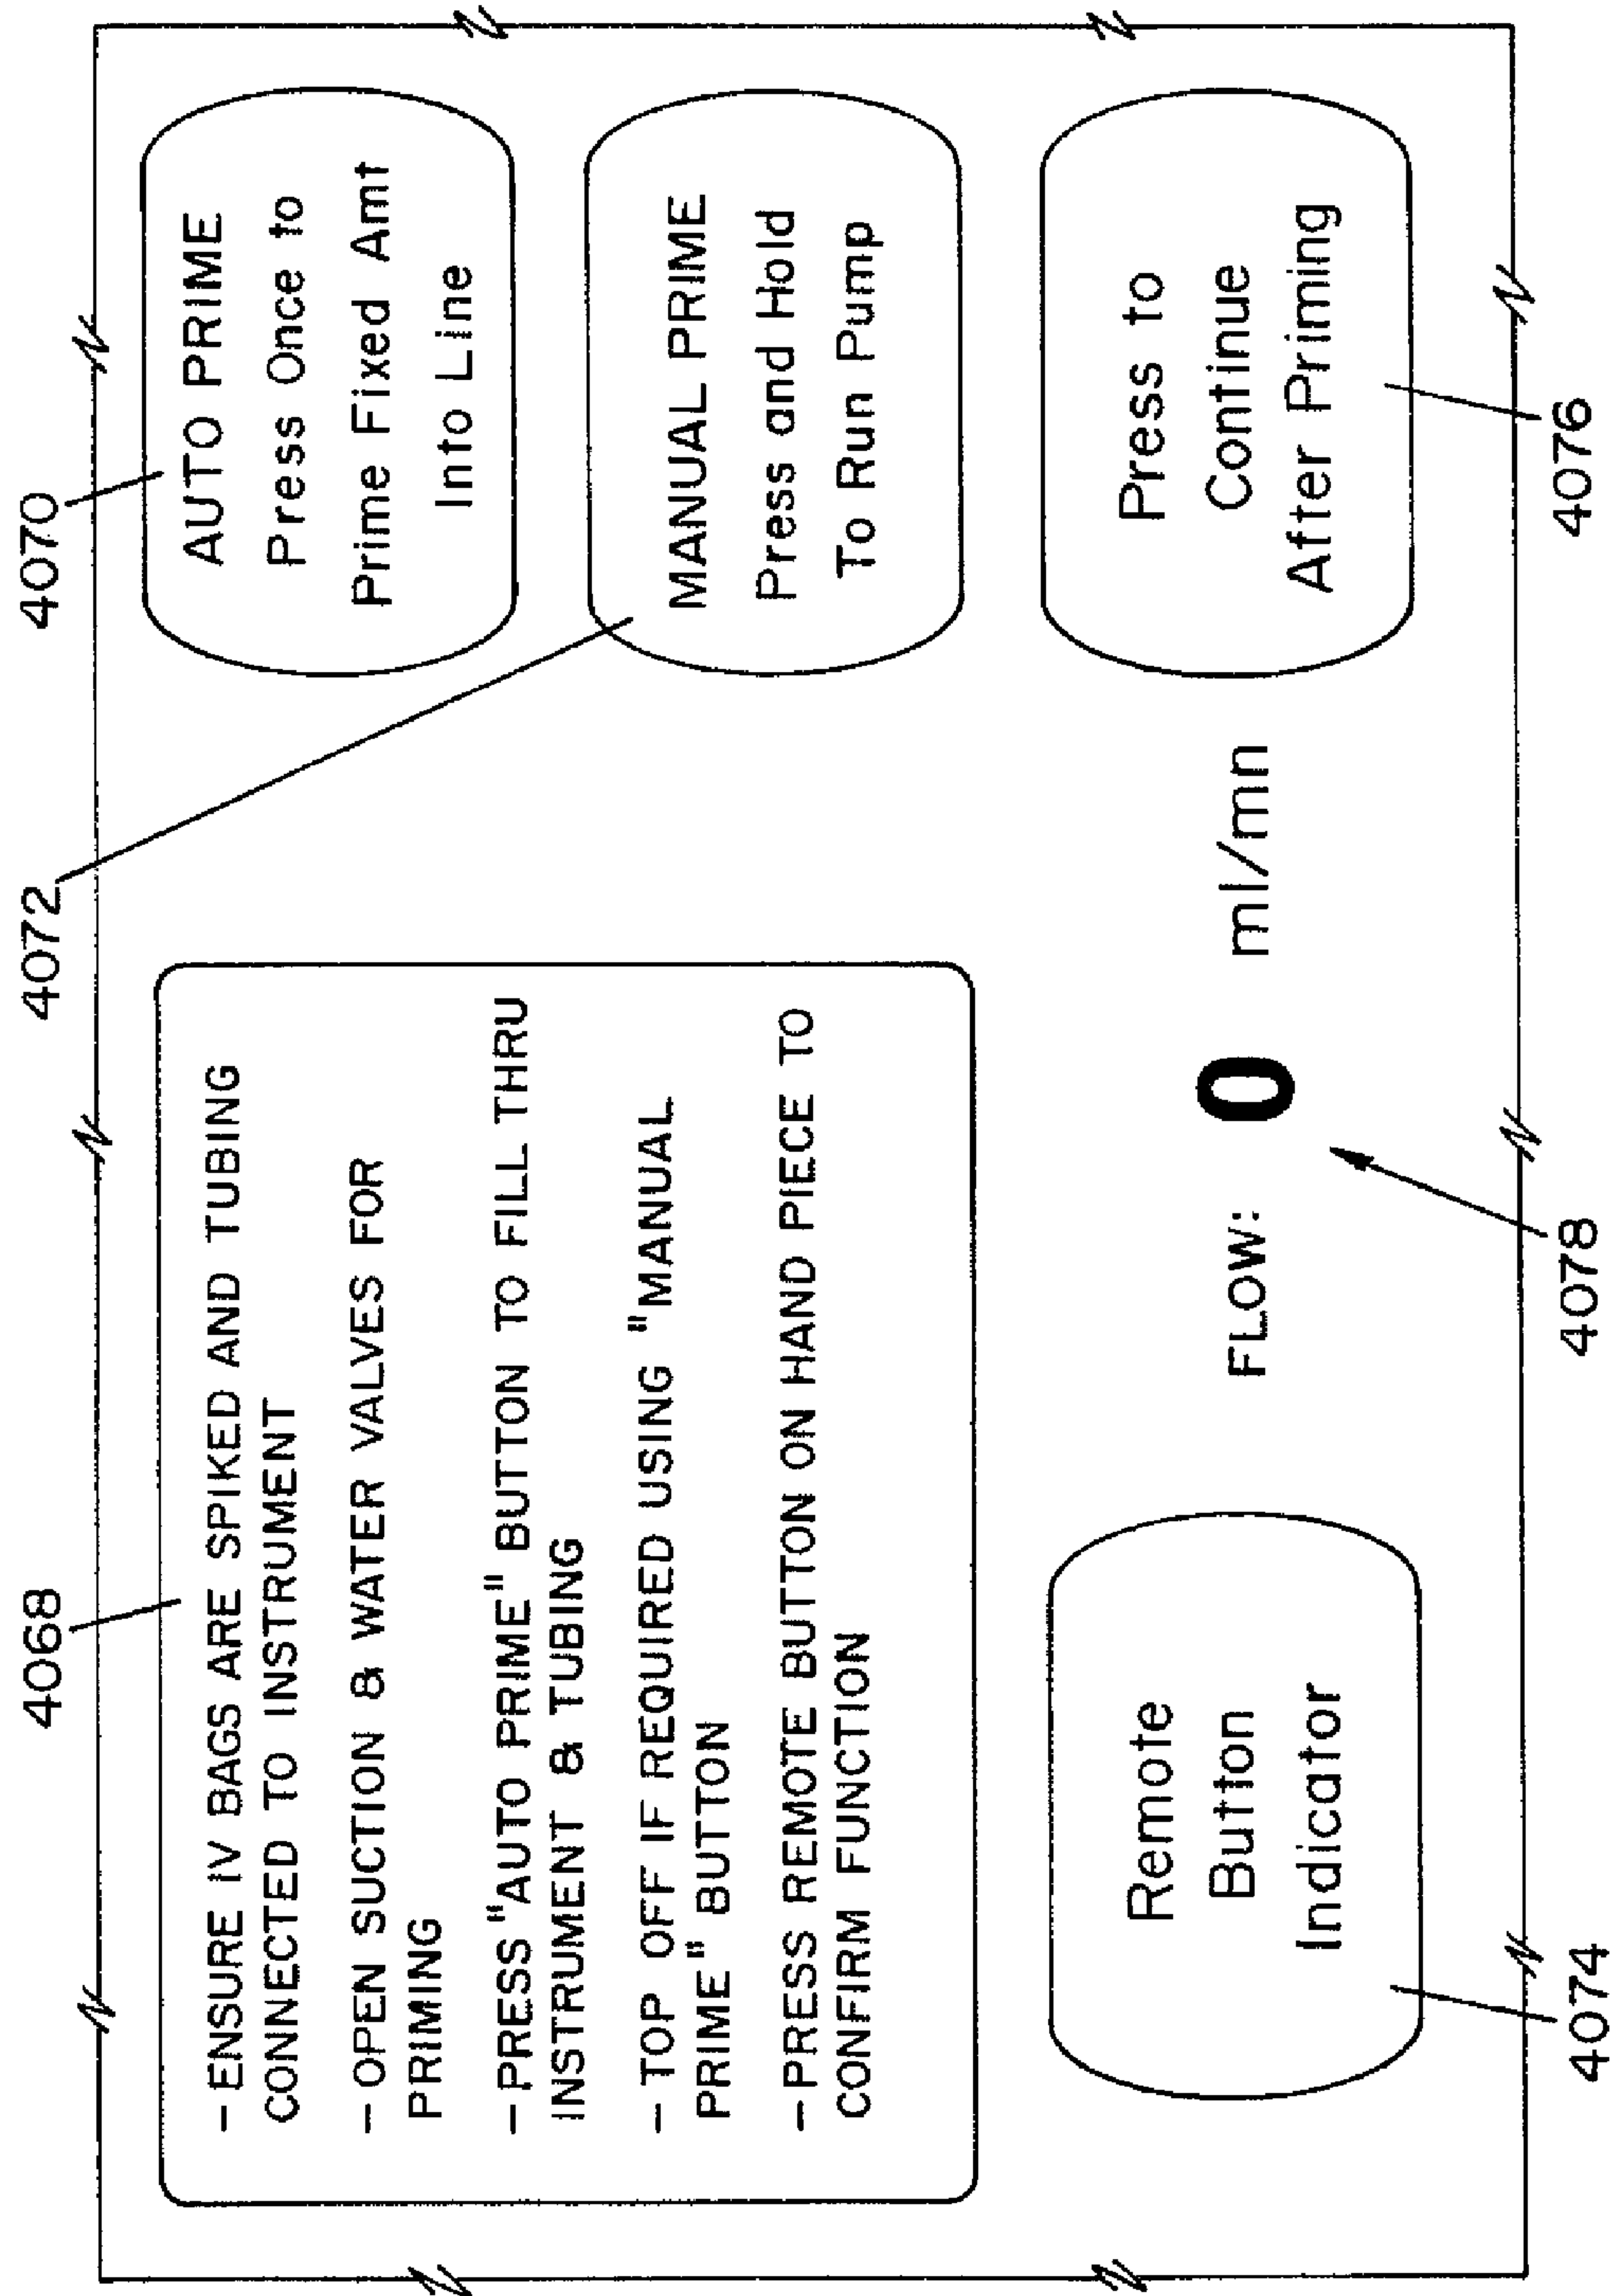 4068
4072
4070
- ENSURE IV BAGS ARE SPIKED AND TUBING
CONNECTED TO INSTRUMENT
- OPEN SUCTION & WATER VALVES FOR
PRIMING
- PRESS "AUTO PRIME" BUTTON TO FILL THRU
INSTRUMENT & TUBING
- TOP OFF IF REQUIRED USING "MANUAL
PRIME" BUTTON
- PRESS REMOTE BUTTON ON HAND PIECE TO
CONFIRM FUNCTION
AUTO PRIME
Press Once to
Prime Fixed Amt
Into Line
MANUAL PRIME
Press and Hold
To Run Pump
Remote
Button
Indicator
FLOW: 0 ml/mn
Press to
Continue
After Priming
4074
4078
4076